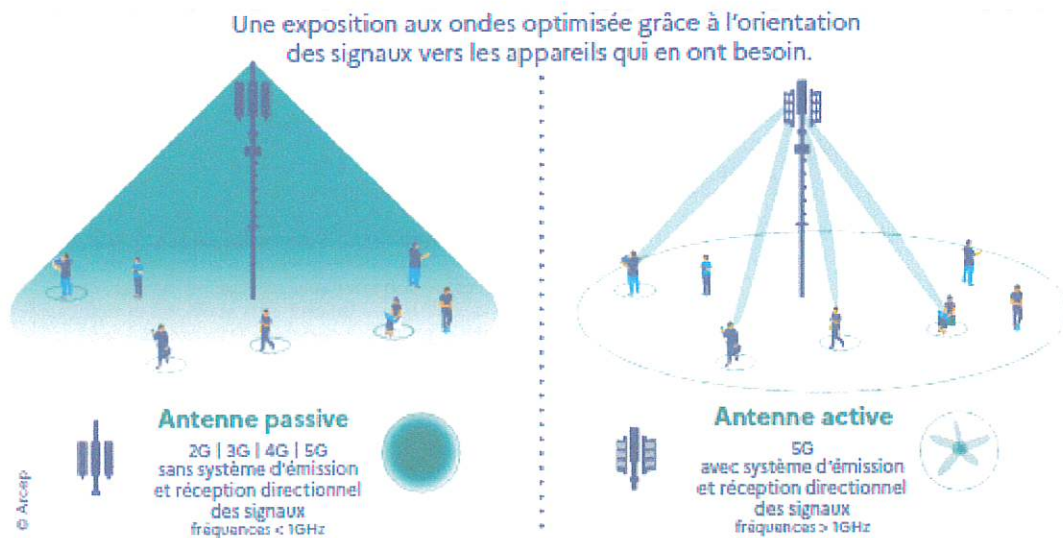 Une exposition aux ondes optimisée grâce à l'orientation
des signaux vers les appareils qui en ont besoin.
Antenne passive
2G | 3G | 4G | 5G
sans système d'émission
et réception directionnel
des signaux
fréquences < 1GHz
© Arcep
Antenne active
5G
avec système d'émission
et réception directionnel
des signaux
fréquences > 1GHz